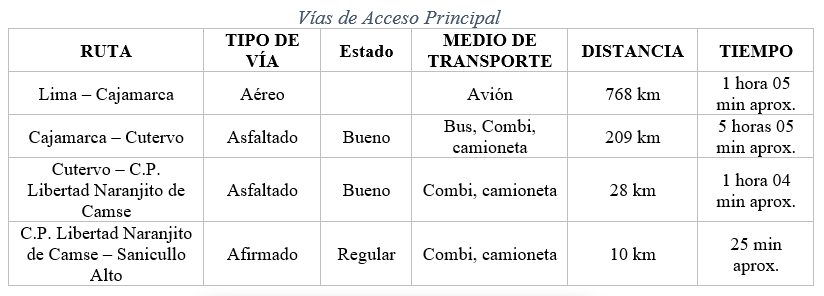 Vías de Acceso Principal
RUTA
TIPO DE
VÍA
Estado
MEDIO DE
TRANSPORTE
DISTANCIA
TIEMPO
Lima – Cajamarca
Aéreo
Avión
768 km
1 hora 05
min aprox.
Cajamarca – Cutervo
Asfaltado
Bueno
Bus, Combi,
camioneta
209 km
5 horas 05
min aprox.
Cutervo – C.P.
Libertad Naranjito de
Camse
Asfaltado
Bueno
Combi, camioneta
28 km
1 hora 04
min aprox.
C.P. Libertad Naranjito
de Camse – Sanicullo
Alto
Afirmado
Regular
Combi, camioneta
10 km
25 min
aprox.